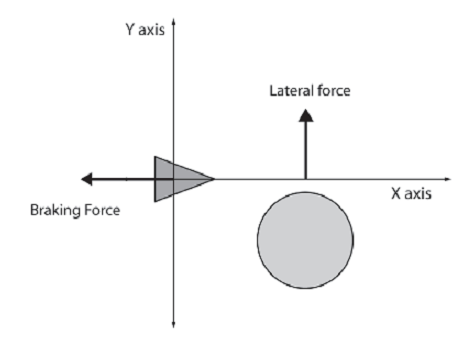 Y axis
Lateral force
X axis
Braking Force